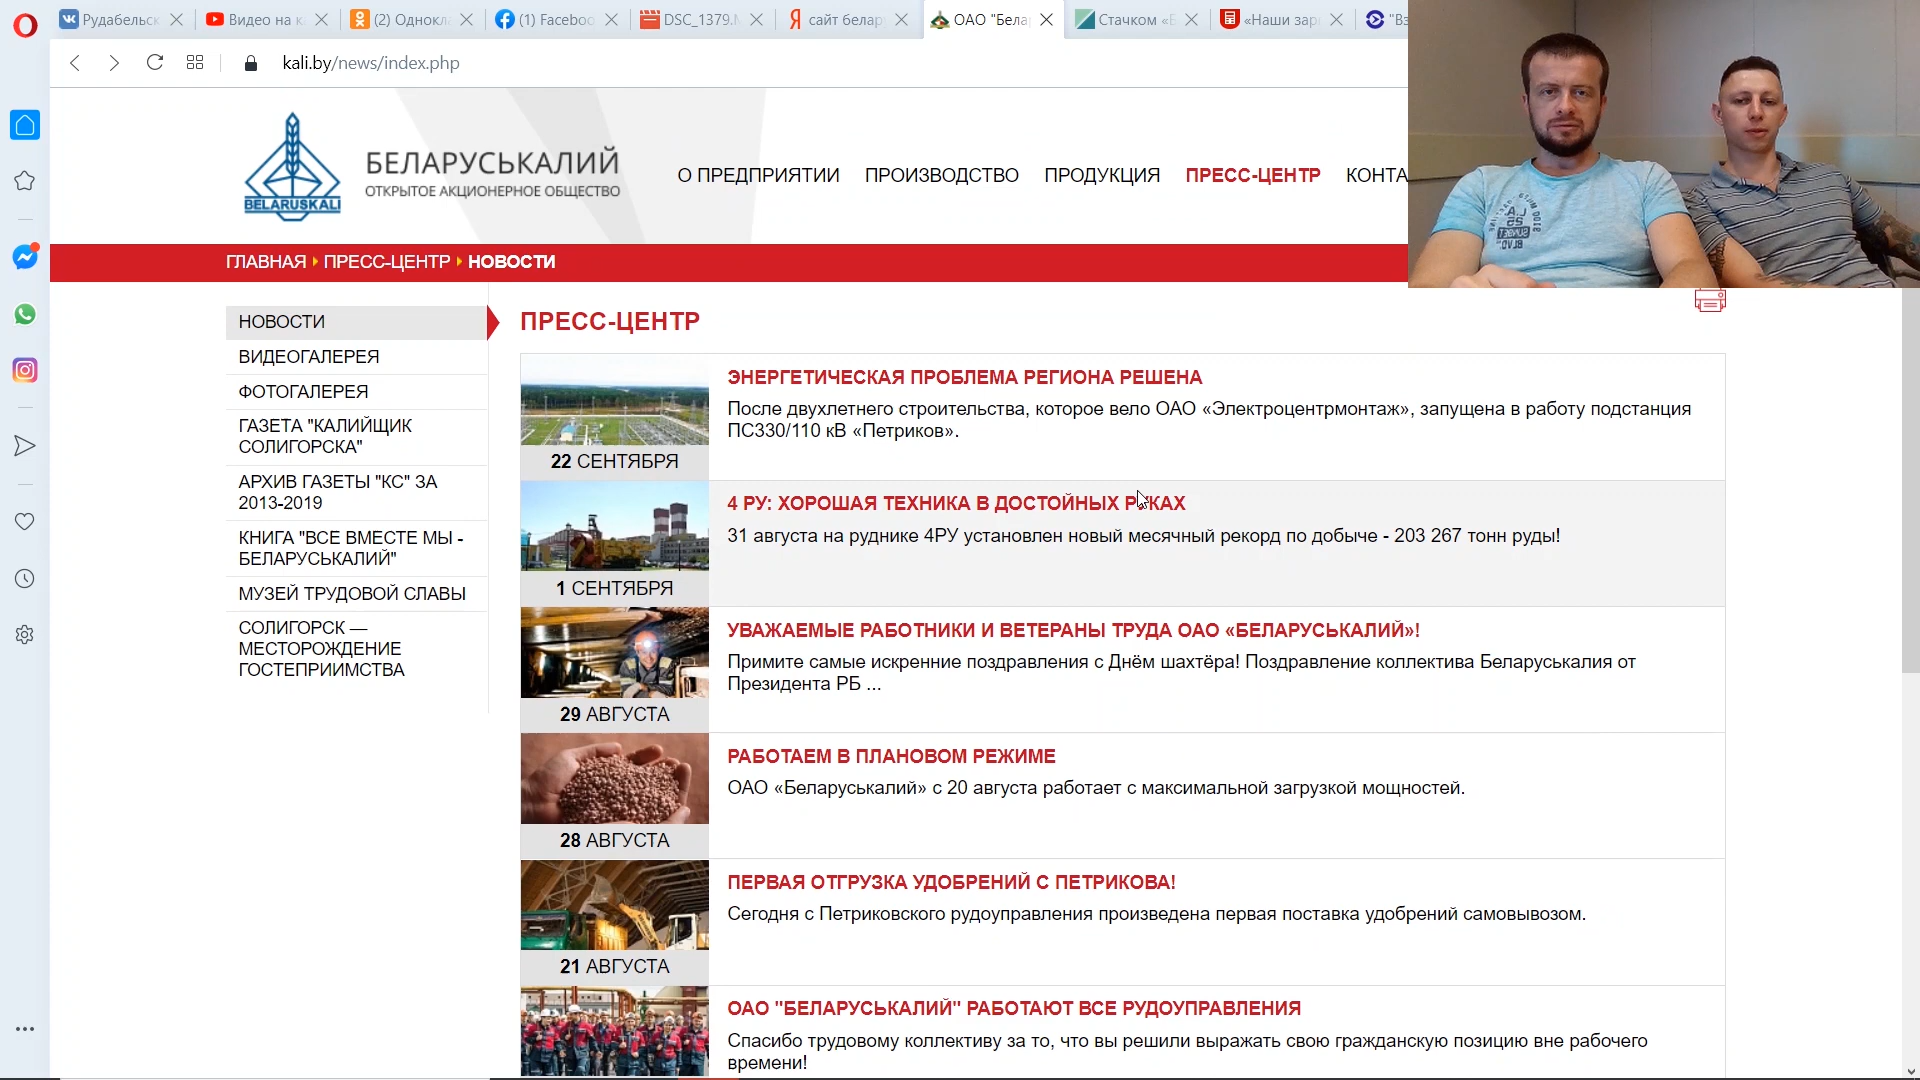 Рудабельск
Видео на к
(2) Однокла
(1) Faceboo
DSC_1379.M
сайт белар
ОАО "Бела
Стачком «Б
«Наши зар
"Вз
kali.by/news/index.php
BELARUSKALI
БЕЛАРУСЬКАЛИЙ
ОТКРЫТОЕ АКЦИОНЕРНОЕ ОБЩЕСТВО
О ПРЕДПРИЯТИИ ПРОИЗВОДСТВО ПРОДУКЦИЯ ПРЕСС-ЦЕНТР КОНТА
ГЛАВНАЯ ПРЕСС-ЦЕНТР НОВОСТИ
НОВОСТИ
ВИДЕОГАЛЕРЕЯ
ФОТОГАЛЕРЕЯ
ГАЗЕТА "КАЛИЙЩИК
СОЛИГОРСКА"
АРХИВ ГАЗЕТЫ "КС" ЗА
2013-2019
КНИГА "ВСЕ ВМЕСТЕ МЫ -
БЕЛАРУСЬКАЛИЙ"
МУЗЕЙ ТРУДОВОЙ СЛАВЫ
СОЛИГОРСК —
МЕСТОРОЖДЕНИЕ
ГОСТЕПРИИМСТВА
ПРЕСС-ЦЕНТР
ЭНЕРГЕТИЧЕСКАЯ ПРОБЛЕМА РЕГИОНА РЕШЕНА
После двухлетнего строительства, которое вело ОАО «Электроцентрмонтаж», запущена в работу подстанция
ПС330/110 кВ «Петриков».
22 СЕНТЯБРЯ
4 РУ: ХОРОШАЯ ТЕХНИКА В ДОСТОЙНЫХ РУКАХ
31 августа на руднике 4РУ установлен новый месячный рекорд по добыче - 203 267 тонн руды!
1 СЕНТЯБРЯ
УВАЖАЕМЫЕ РАБОТНИКИ И ВЕТЕРАНЫ ТРУДА ОАО «БЕЛАРУСЬКАЛИЙ»!
Примите самые искренние поздравления с Днём шахтёра! Поздравление коллектива Беларуськалия от
Президента РБ ...
29 АВГУСТА
РАБОТАЕМ В ПЛАНОВОМ РЕЖИМЕ
ОАО «Беларуськалий» с 20 августа работает с максимальной загрузкой мощностей.
28 АВГУСТА
ПЕРВАЯ ОТГРУЗКА УДОБРЕНИЙ С ПЕТРИКОВА!
Сегодня с Петриковского рудоуправления произведена первая поставка удобрений самовывозом.
21 АВГУСТА
ОАО "БЕЛАРУСЬКАЛИЙ" РАБОТАЮТ ВСЕ РУДОУПРАВЛЕНИЯ
Спасибо трудовому коллективу за то, что вы решили выражать свою гражданскую позицию вне рабочего
времени!